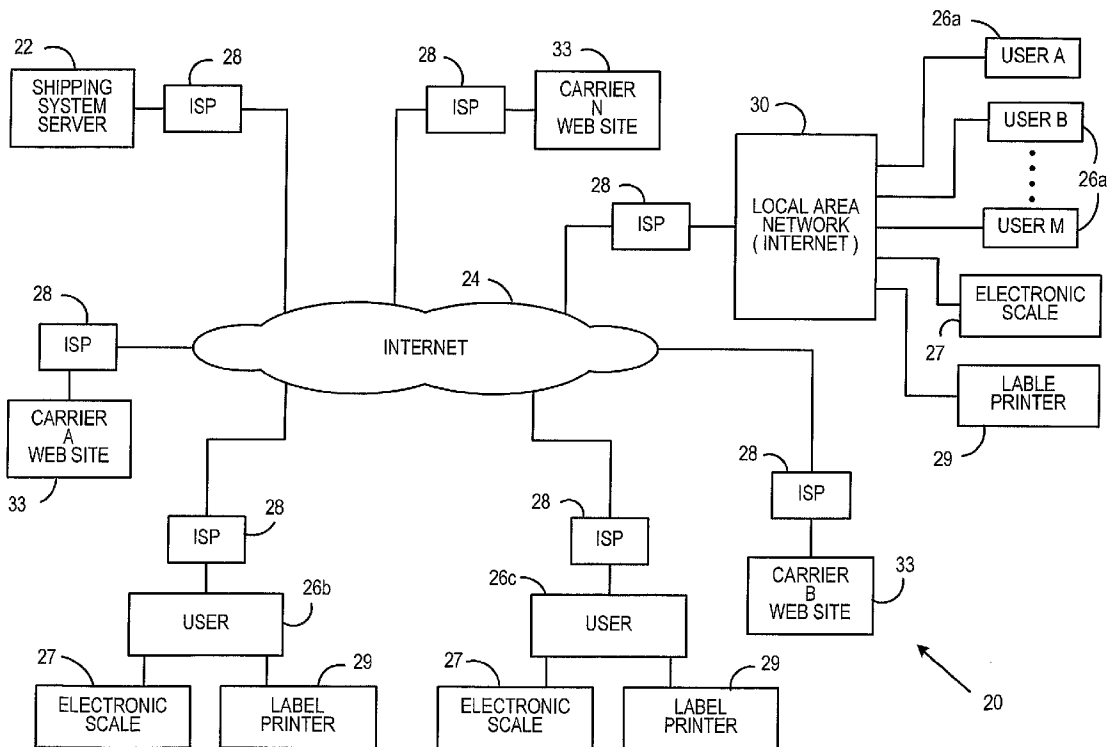 22
SHIPPING
SYSTEM
SERVER
28
ISP
28
ISP
33
CARRIER
N
WEB SITE
30
LOCAL AREA
NETWORK
( INTERNET )
28
ISP
26a
USER A
USER B
26a
USER M
ELECTRONIC
SCALE
27
LABLE
PRINTER
29
24
INTERNET
28
ISP
CARRIER
A
WEB SITE
33
28
ISP
26b
USER
27
ELECTRONIC
SCALE
29
LABEL
PRINTER
28
ISP
26c
USER
27
ELECTRONIC
SCALE
29
LABEL
PRINTER
28
ISP
CARRIER
B
WEB SITE
33
20